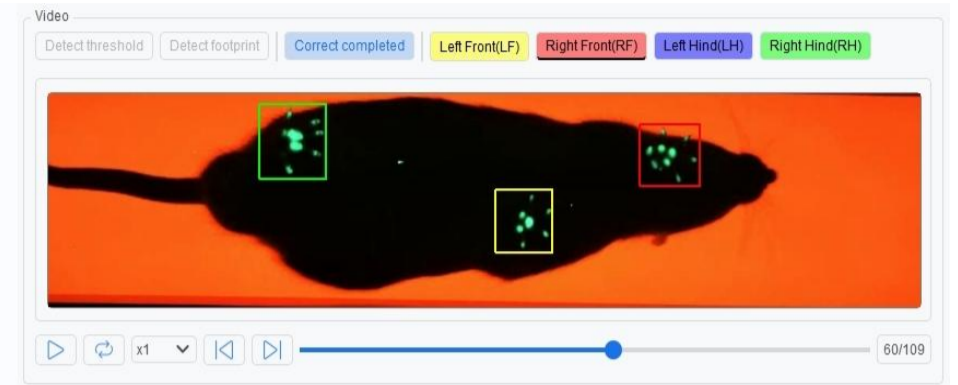 Video
Detect threshold Detect footprint Correct completed Left Front(LF) Right Front(RF) Left Hind(LH) Right Hind(RH)
x1 60/109